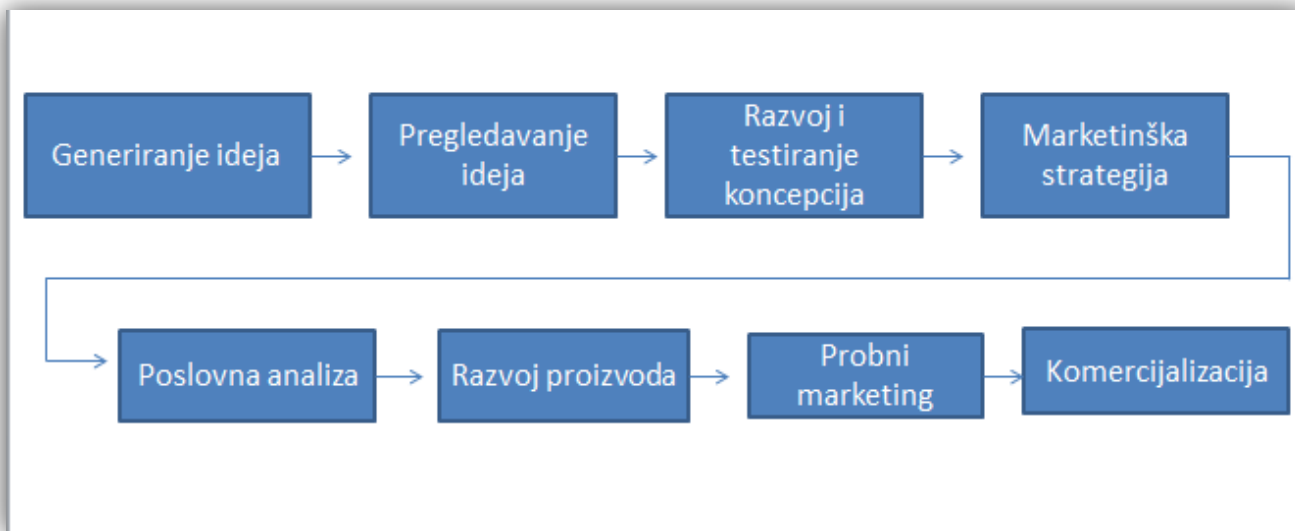 Generiranje ideja
Pregledavanje
ideja
Razvoj i
testiranje
koncepcija
Marketinška
strategija
Poslovna analiza
Razvoj proizvoda
Probni
marketing
Komercijalizacija